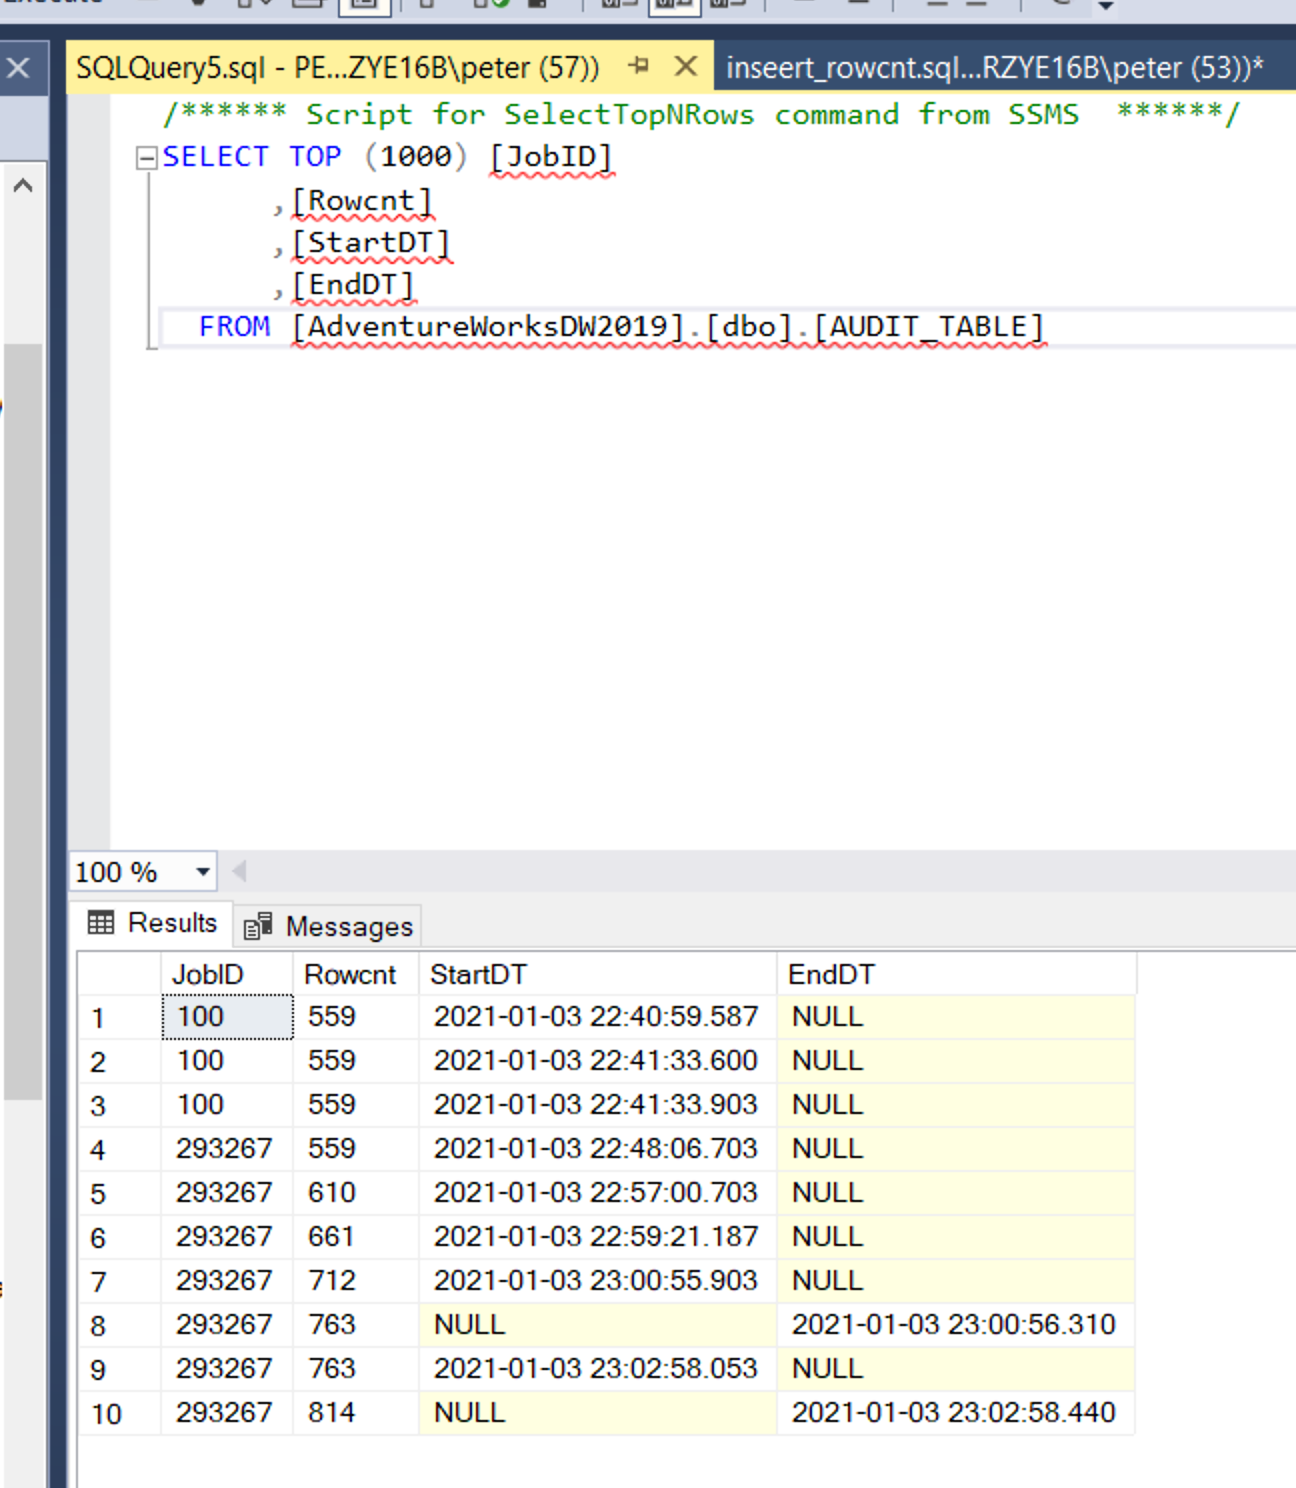 Execute
SQLQuery5.sql - PE...ZYE16B\peter (57))
inseert_rowcnt.sql...RZYE16B\peter (53))*
/****** Script for SelectTopNRows command from SSMS  ******/
SELECT TOP (1000) [JobID]
,[Rowcnt]
,[StartDT]
,[EndDT]
FROM [AdventureWorksDW2019].[dbo].[AUDIT_TABLE]
100 %
Results Messages
JobID Rowcnt StartDT EndDT
1 100 559 2021-01-03 22:40:59.587 NULL
2 100 559 2021-01-03 22:41:33.600 NULL
3 100 559 2021-01-03 22:41:33.903 NULL
4 293267 559 2021-01-03 22:48:06.703 NULL
5 293267 610 2021-01-03 22:57:00.703 NULL
6 293267 661 2021-01-03 22:59:21.187 NULL
7 293267 712 2021-01-03 23:00:55.903 NULL
8 293267 763 NULL 2021-01-03 23:00:56.310
9 293267 763 2021-01-03 23:02:58.053 NULL
10 293267 814 NULL 2021-01-03 23:02:58.440